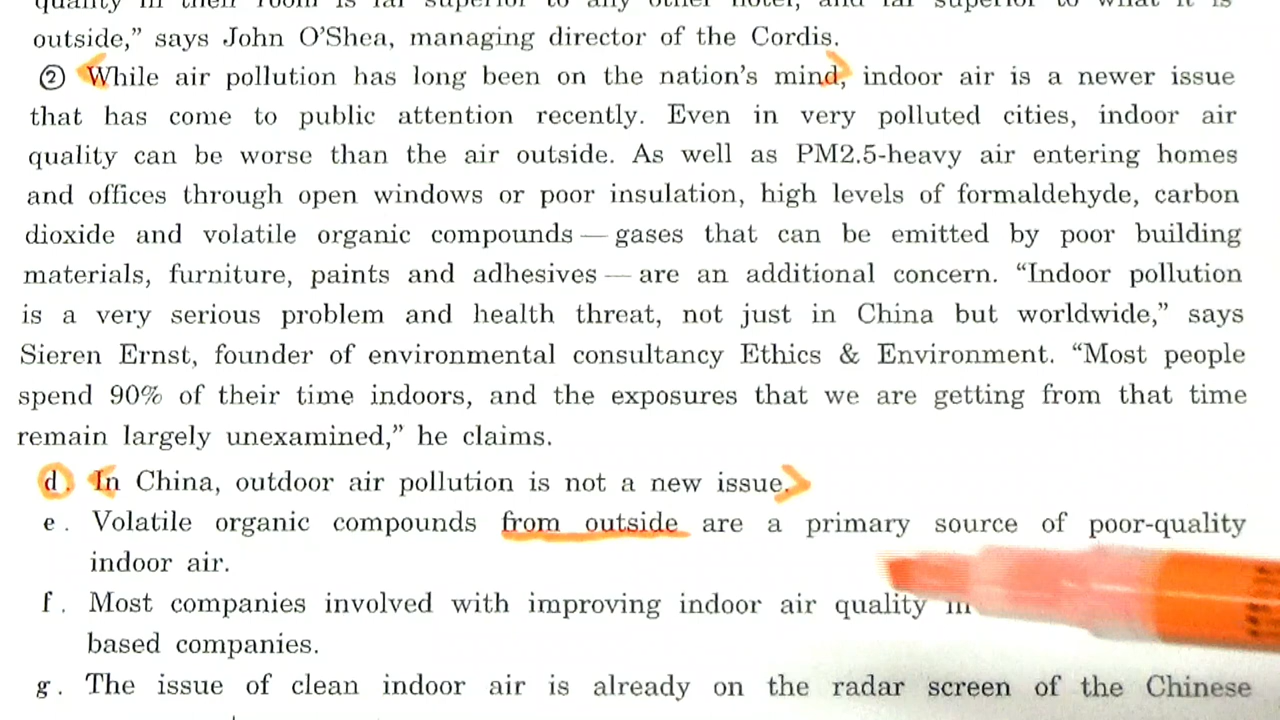 quality in their room is far superior to any other hotel, and far superior to what it is
outside,” says John O’Shea, managing director of the Cordis.
② While air pollution has long been on the nation’s mind, indoor air is a newer issue
that has come to public attention recently. Even in very polluted cities, indoor air
quality can be worse than the air outside. As well as PM2.5-heavy air entering homes
and offices through open windows or poor insulation, high levels of formaldehyde, carbon
dioxide and volatile organic compounds — gases that can be emitted by poor building
materials, furniture, paints and adhesives — are an additional concern. “Indoor pollution
is a very serious problem and health threat, not just in China but worldwide,” says
Sieren Ernst, founder of environmental consultancy Ethics & Environment. “Most people
spend 90% of their time indoors, and the exposures that we are getting from that time
remain largely unexamined,” he claims.
d. In China, outdoor air pollution is not a new issue.
e. Volatile organic compounds from outside are a primary source of poor-quality
indoor air.
f. Most companies involved with improving indoor air quality in
based companies.
g. The issue of clean indoor air is already on the radar screen of the Chinese